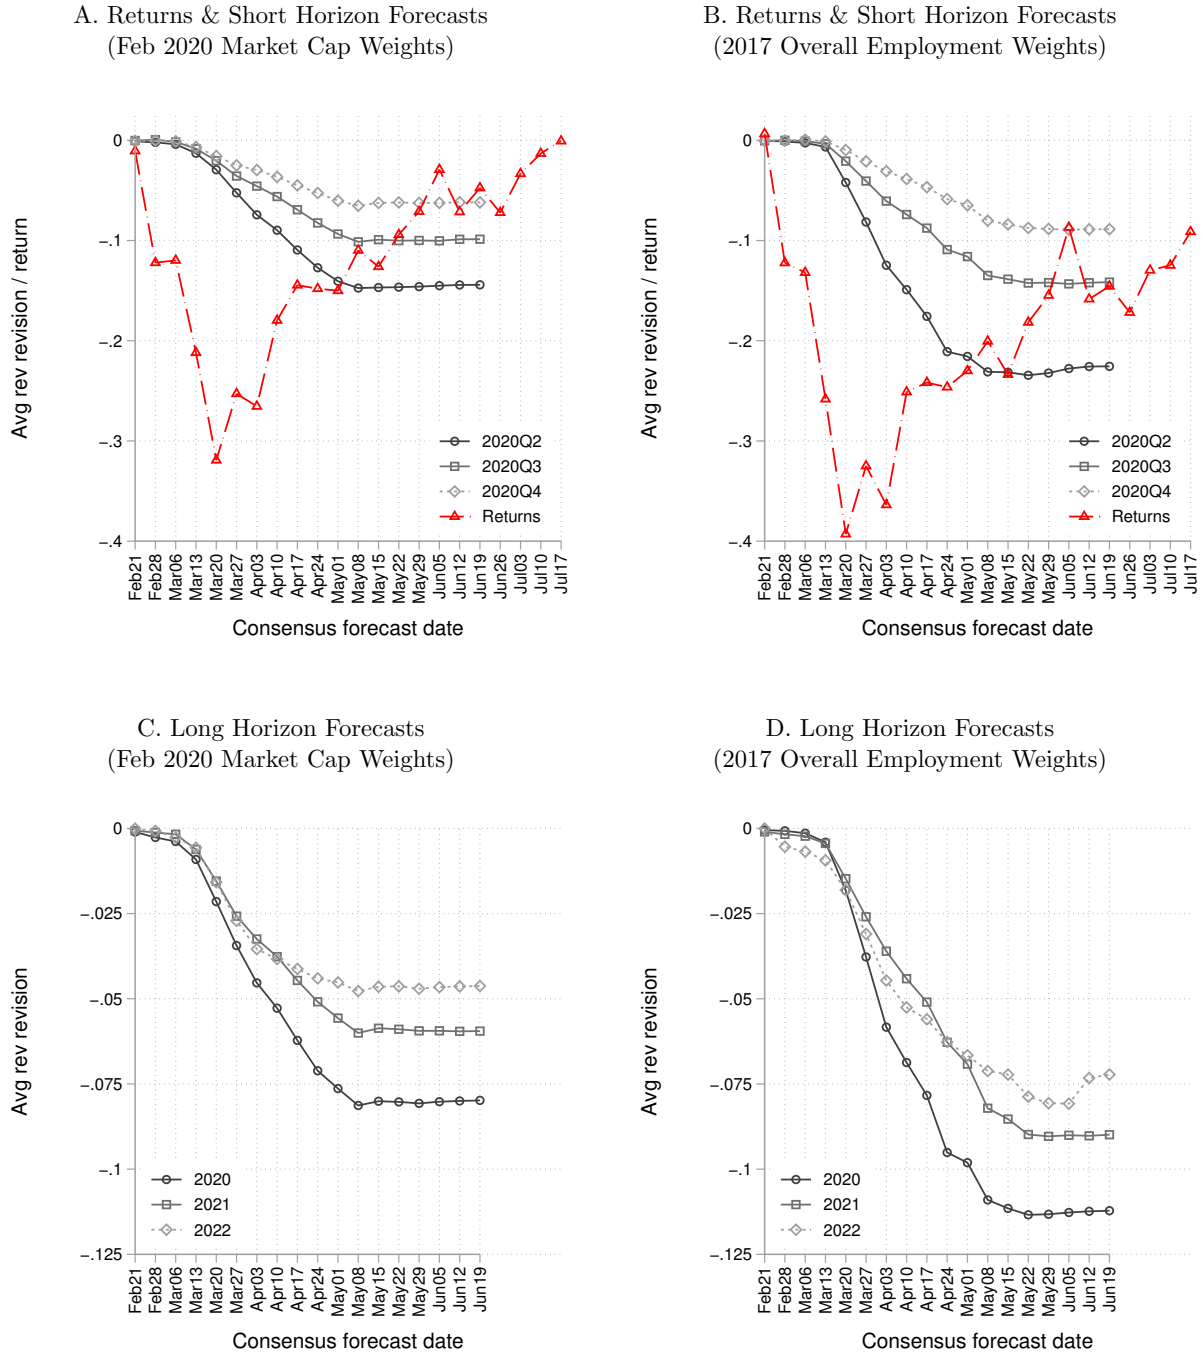 A. Returns & Short Horizon Forecasts
(Feb 2020 Market Cap Weights)
Avg rev revision / return
0
−.1
−.2
−.3
−.4
2020Q2
2020Q3
2020Q4
Returns
Feb21
Feb28
Mar06
Mar13
Mar20
Mar27
Apr03
Apr10
Apr17
Apr24
May01
May08
May15
May22
May29
Jun05
Jun12
Jun19
Jun26
Jul03
Jul10
Jul17
Consensus forecast date
B. Returns & Short Horizon Forecasts
(2017 Overall Employment Weights)
Avg rev revision / return
0
−.1
−.2
−.3
−.4
2020Q2
2020Q3
2020Q4
Returns
Feb21
Feb28
Mar06
Mar13
Mar20
Mar27
Apr03
Apr10
Apr17
Apr24
May01
May08
May15
May22
May29
Jun05
Jun12
Jun19
Jun26
Jul03
Jul10
Jul17
Consensus forecast date
C. Long Horizon Forecasts
(Feb 2020 Market Cap Weights)
Avg rev revision
0
−.025
−.05
−.075
−.1
−.125
2020
2021
2022
Feb21
Feb28
Mar06
Mar13
Mar20
Mar27
Apr03
Apr10
Apr17
Apr24
May01
May08
May15
May22
May29
Jun05
Jun12
Jun19
Consensus forecast date
D. Long Horizon Forecasts
(2017 Overall Employment Weights)
Avg rev revision
0
−.025
−.05
−.075
−.1
−.125
2020
2021
2022
Feb21
Feb28
Mar06
Mar13
Mar20
Mar27
Apr03
Apr10
Apr17
Apr24
May01
May08
May15
May22
May29
Jun05
Jun12
Jun19
Consensus forecast date